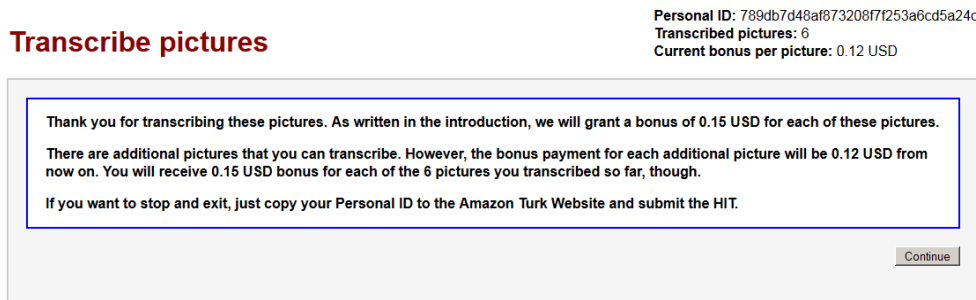 Personal ID: 789db7d48af873208f7f253a6cd5a24c
Transcribed pictures: 6
Transcribe pictures
Current bonus per picture: 0.12 USD
Thank you for transcribing these pictures. As written in the introduction, we will grant a bonus of 0.15 USD for each of these pictures.
There are additional pictures that you can transcribe. However, the bonus payment for each additional picture will be 0.12 USD from
now on. You will receive 0.15 USD bonus for each of the 6 pictures you transcribed so far, though.
If you want to stop and exit, just copy your Personal ID to the Amazon Turk Website and submit the HIT.
Continue